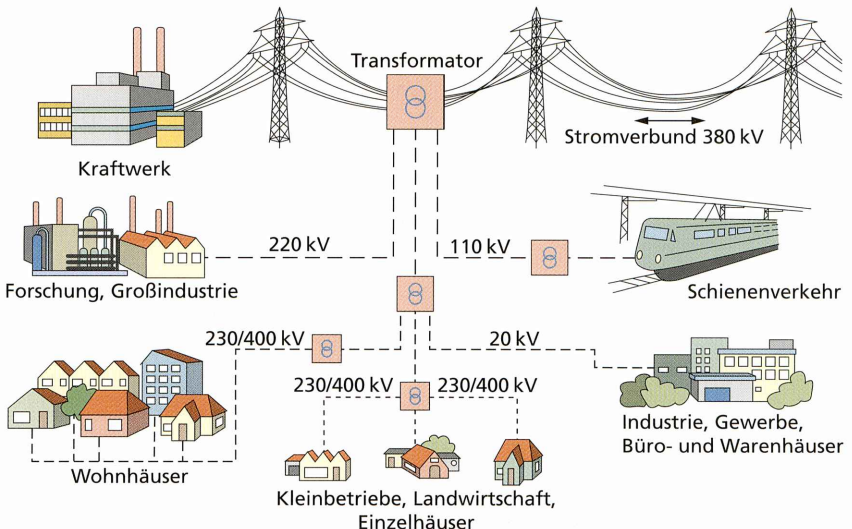 Transformator
Stromverbund 380 kV
Kraftwerk
220 kV
110 kV
Forschung, Großindustrie
Schienenverkehr
230/400 kV
20 kV
230/400 kV
230/400 kV
Wohnhäuser
Industrie, Gewerbe,
Büro- und Warenhäuser
Kleinbetriebe, Landwirtschaft,
Einzelhäuser